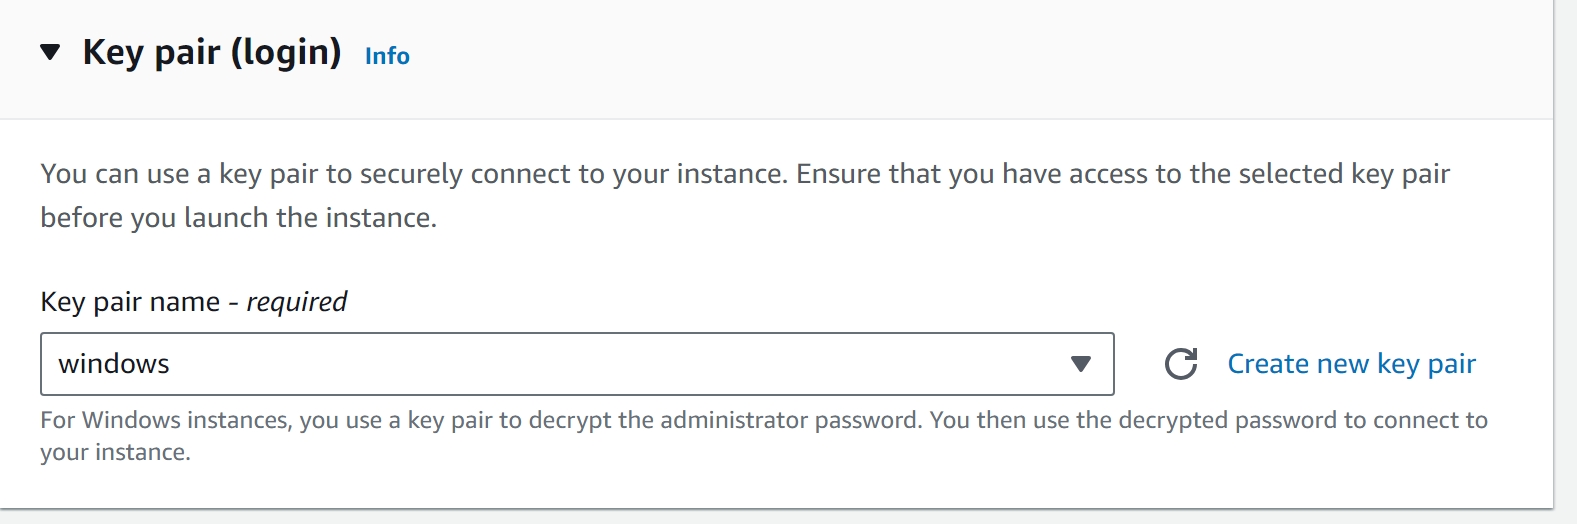 Key pair (login) Info
You can use a key pair to securely connect to your instance. Ensure that you have access to the selected key pair
before you launch the instance.
Key pair name - required
windows
Create new key pair
For Windows instances, you use a key pair to decrypt the administrator password. You then use the decrypted password to connect to
your instance.